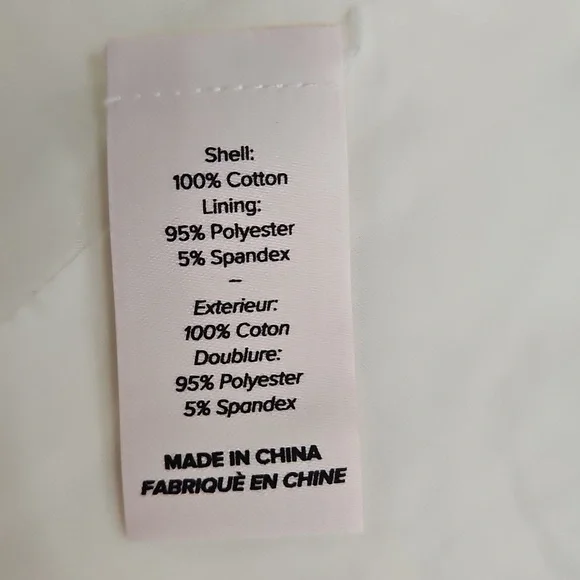 Shell:
100% Cotton
Lining:
95% Polyester
5% Spandex
–
Exterieur:
100% Coton
Doublure:
95% Polyester
5% Spandex
MADE IN CHINA
FABRIQUÈ EN CHINE